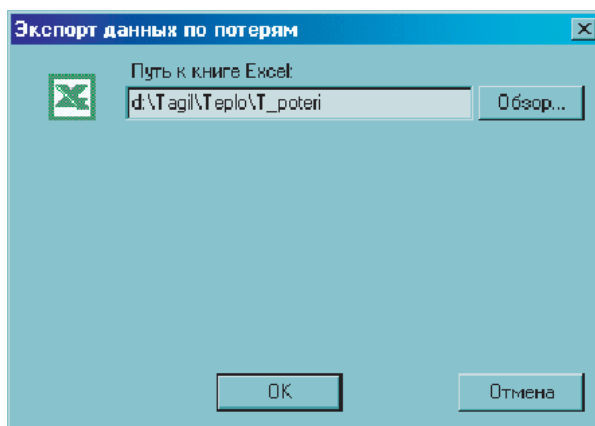 Экспорт данных по потерям
Путь к книге Excel:
d:\Tagil\Teplo\T_poteri
Обзор...
OK
Отмена